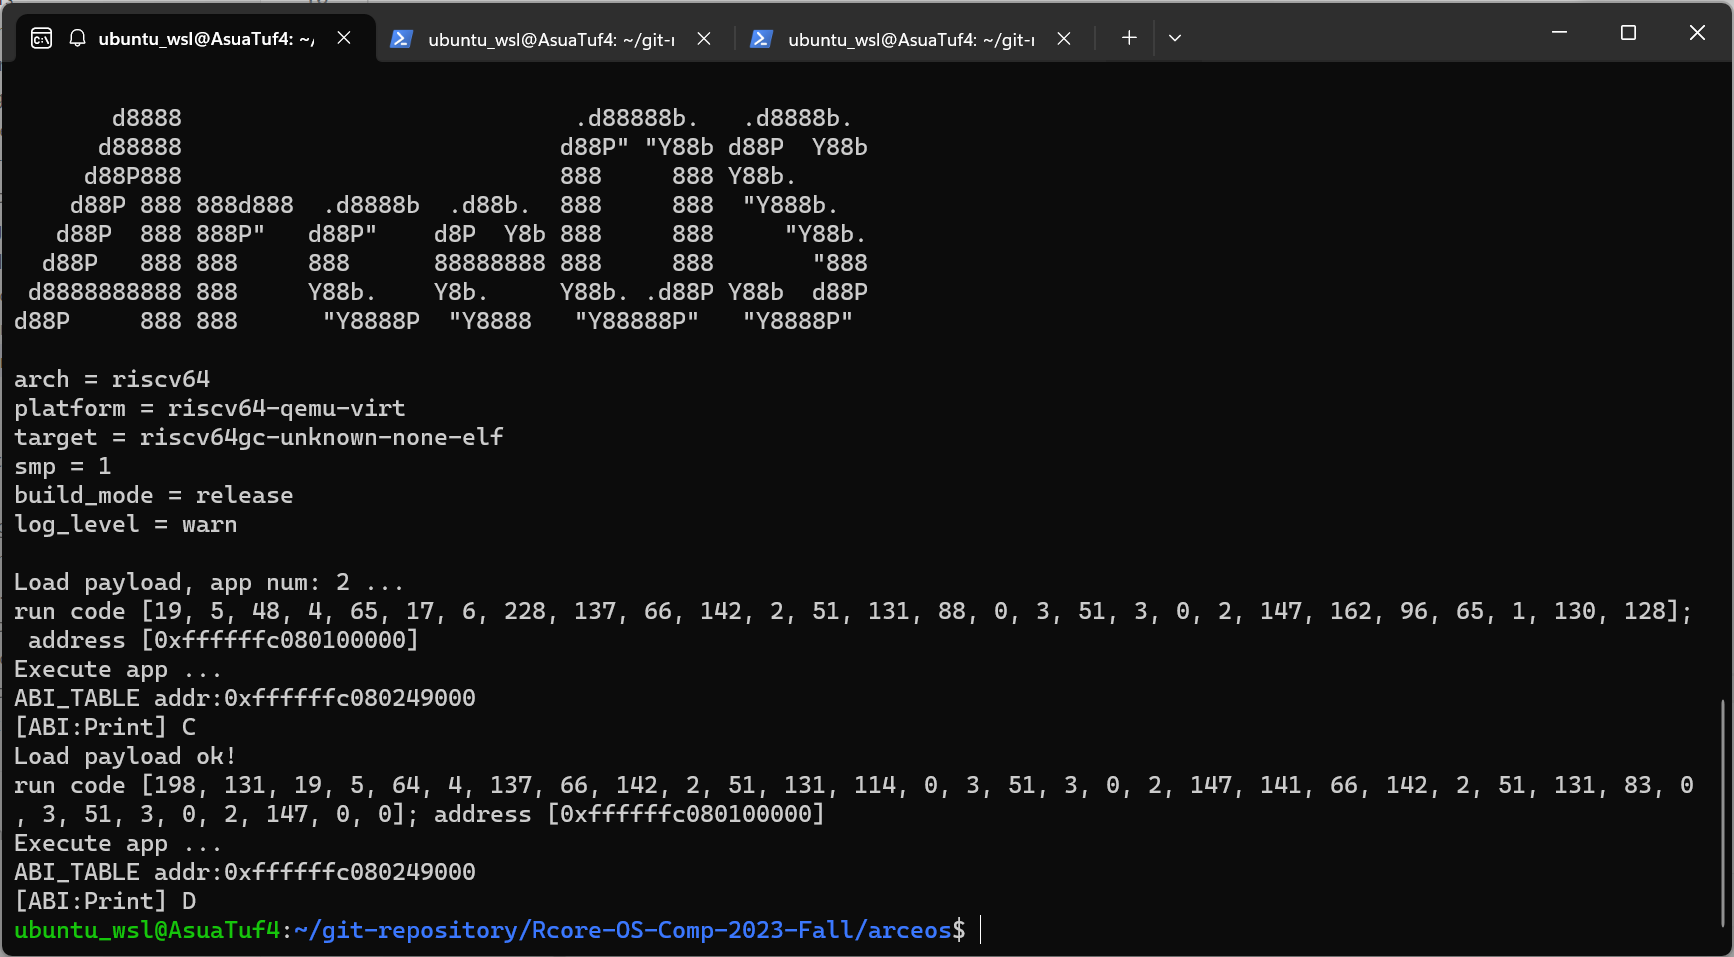 ubuntu_wsl@AsuaTuf4: ~/
ubuntu_wsl@AsuaTuf4: ~/git-r
ubuntu_wsl@AsuaTuf4: ~/git-r
       d8888                            .d88888b.   .d8888b.
      d88888                           d88P" "Y88b d88P  Y88b
     d88P888                           888     888 Y88b.
    d88P 888 888d888  .d8888b  .d88b.  888     888  "Y888b.
   d88P  888 888P"   d88P"    d8P  Y8b 888     888     "Y88b.
  d88P   888 888     888      88888888 888     888       "888
 d8888888888 888     Y88b.    Y8b.     Y88b. .d88P Y88b  d88P
d88P     888 888      "Y8888P  "Y8888   "Y88888P"   "Y8888P"
arch = riscv64
platform = riscv64-qemu-virt
target = riscv64gc-unknown-none-elf
smp = 1
build_mode = release
log_level = warn
Load payload, app num: 2 ...
run code [19, 5, 48, 4, 65, 17, 6, 228, 137, 66, 142, 2, 51, 131, 88, 0, 3, 51, 3, 0, 2, 147, 162, 96, 65, 1, 130, 128];
 address [0xffffffc080100000]
Execute app ...
ABI_TABLE addr:0xffffffc080249000
[ABI:Print] C
Load payload ok!
run code [198, 131, 19, 5, 64, 4, 137, 66, 142, 2, 51, 131, 114, 0, 3, 51, 3, 0, 2, 147, 141, 66, 142, 2, 51, 131, 83, 0
, 3, 51, 3, 0, 2, 147, 0, 0]; address [0xffffffc080100000]
Execute app ...
ABI_TABLE addr:0xffffffc080249000
[ABI:Print] D
ubuntu_wsl@AsuaTuf4:~/git-repository/Rcore-OS-Comp-2023-Fall/arceos$